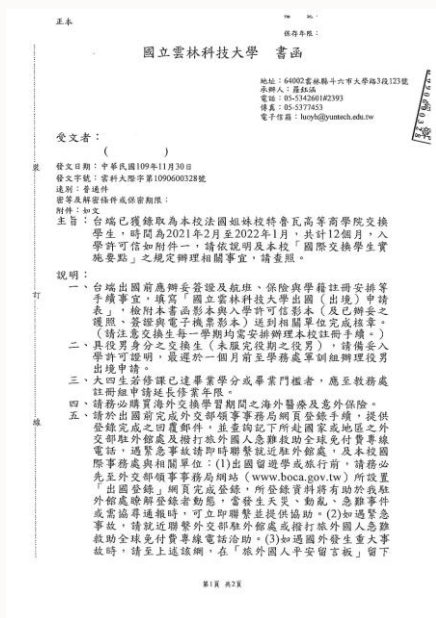 正本
檔　號：
保存年限：
國立雲林科技大學　書函
地址：64002雲林縣斗六市大學路3段123號
承辦人：羅鈺涵
電話：05-5342601#2393
傳真：05-5377453
電子信箱：luoyh@yuntech.edu.tw
受文者：
(　　　　　)
發文日期：中華民國109年11月30日
發文字號：雲科大際字第1090600328號
速別：普通件
密等及解密條件或保密期限：
附件：如文
主旨：台端已獲錄取為本校法國姐妹校特魯瓦高等商學院交換
學生，時間為2021年2月至2022年1月，共計12個月，入
學許可信如附件一，請依說明及本校「國際交換學生實
施要點」之規定辦理相關事宜，請查照。
說明：
一、台端出國前應辦妥簽證及航班、保險與學籍註冊安排等
手續事宜，填寫「國立雲林科技大學出國（出境）申請
表」，檢附本書函影本與入學許可信影本（及已辦妥之
護照、簽證與電子機票影本）送到相關單位完成核章。
（請注意交換生每一學期均需安排辦理本校註冊手續。）
二、具役男身分之交換生（未服完役期之役男），請備妥入
學許可證明，最遲於一個月前至學務處軍訓組辦理役男
出境申請。
三、大四生若修課已達畢業學分或畢業門檻者，應至教務處
註冊組申請延長修業年限。
四、請務必購買海外交換學習期間之海外醫療及意外保險。
五、請於出國前完成外交部領事事務局網頁登錄手續，提供
登錄完成之回覆郵件，並查詢記下所赴國家或地區之外
交部駐外館處及撥打旅外國人急難救助全球免付費專線
電話，遇緊急事故請即時聯繫就近駐外館處，及本校國
際事務處與相關單位：(1)出國留遊學或旅行前，請務必
先至外交部領事事務局網站（www.boca.gov.tw）所設置
「出國登錄」網頁完成登錄，所登錄資料將有助於我駐
外館處瞭解登錄者動態，當發生天災、動亂、急難事件
或需協尋通報時，可立即聯繫並提供協助。(2)如遇緊急
事故，請就近聯繫外交部駐外館處或撥打旅外國人急難
救助全球免付費專線電話洽助。(3)如遇國外發生重大事
故時，請至上述該網，在「旅外國人平安留言板」留下
裝
訂
線
第1頁 共2頁